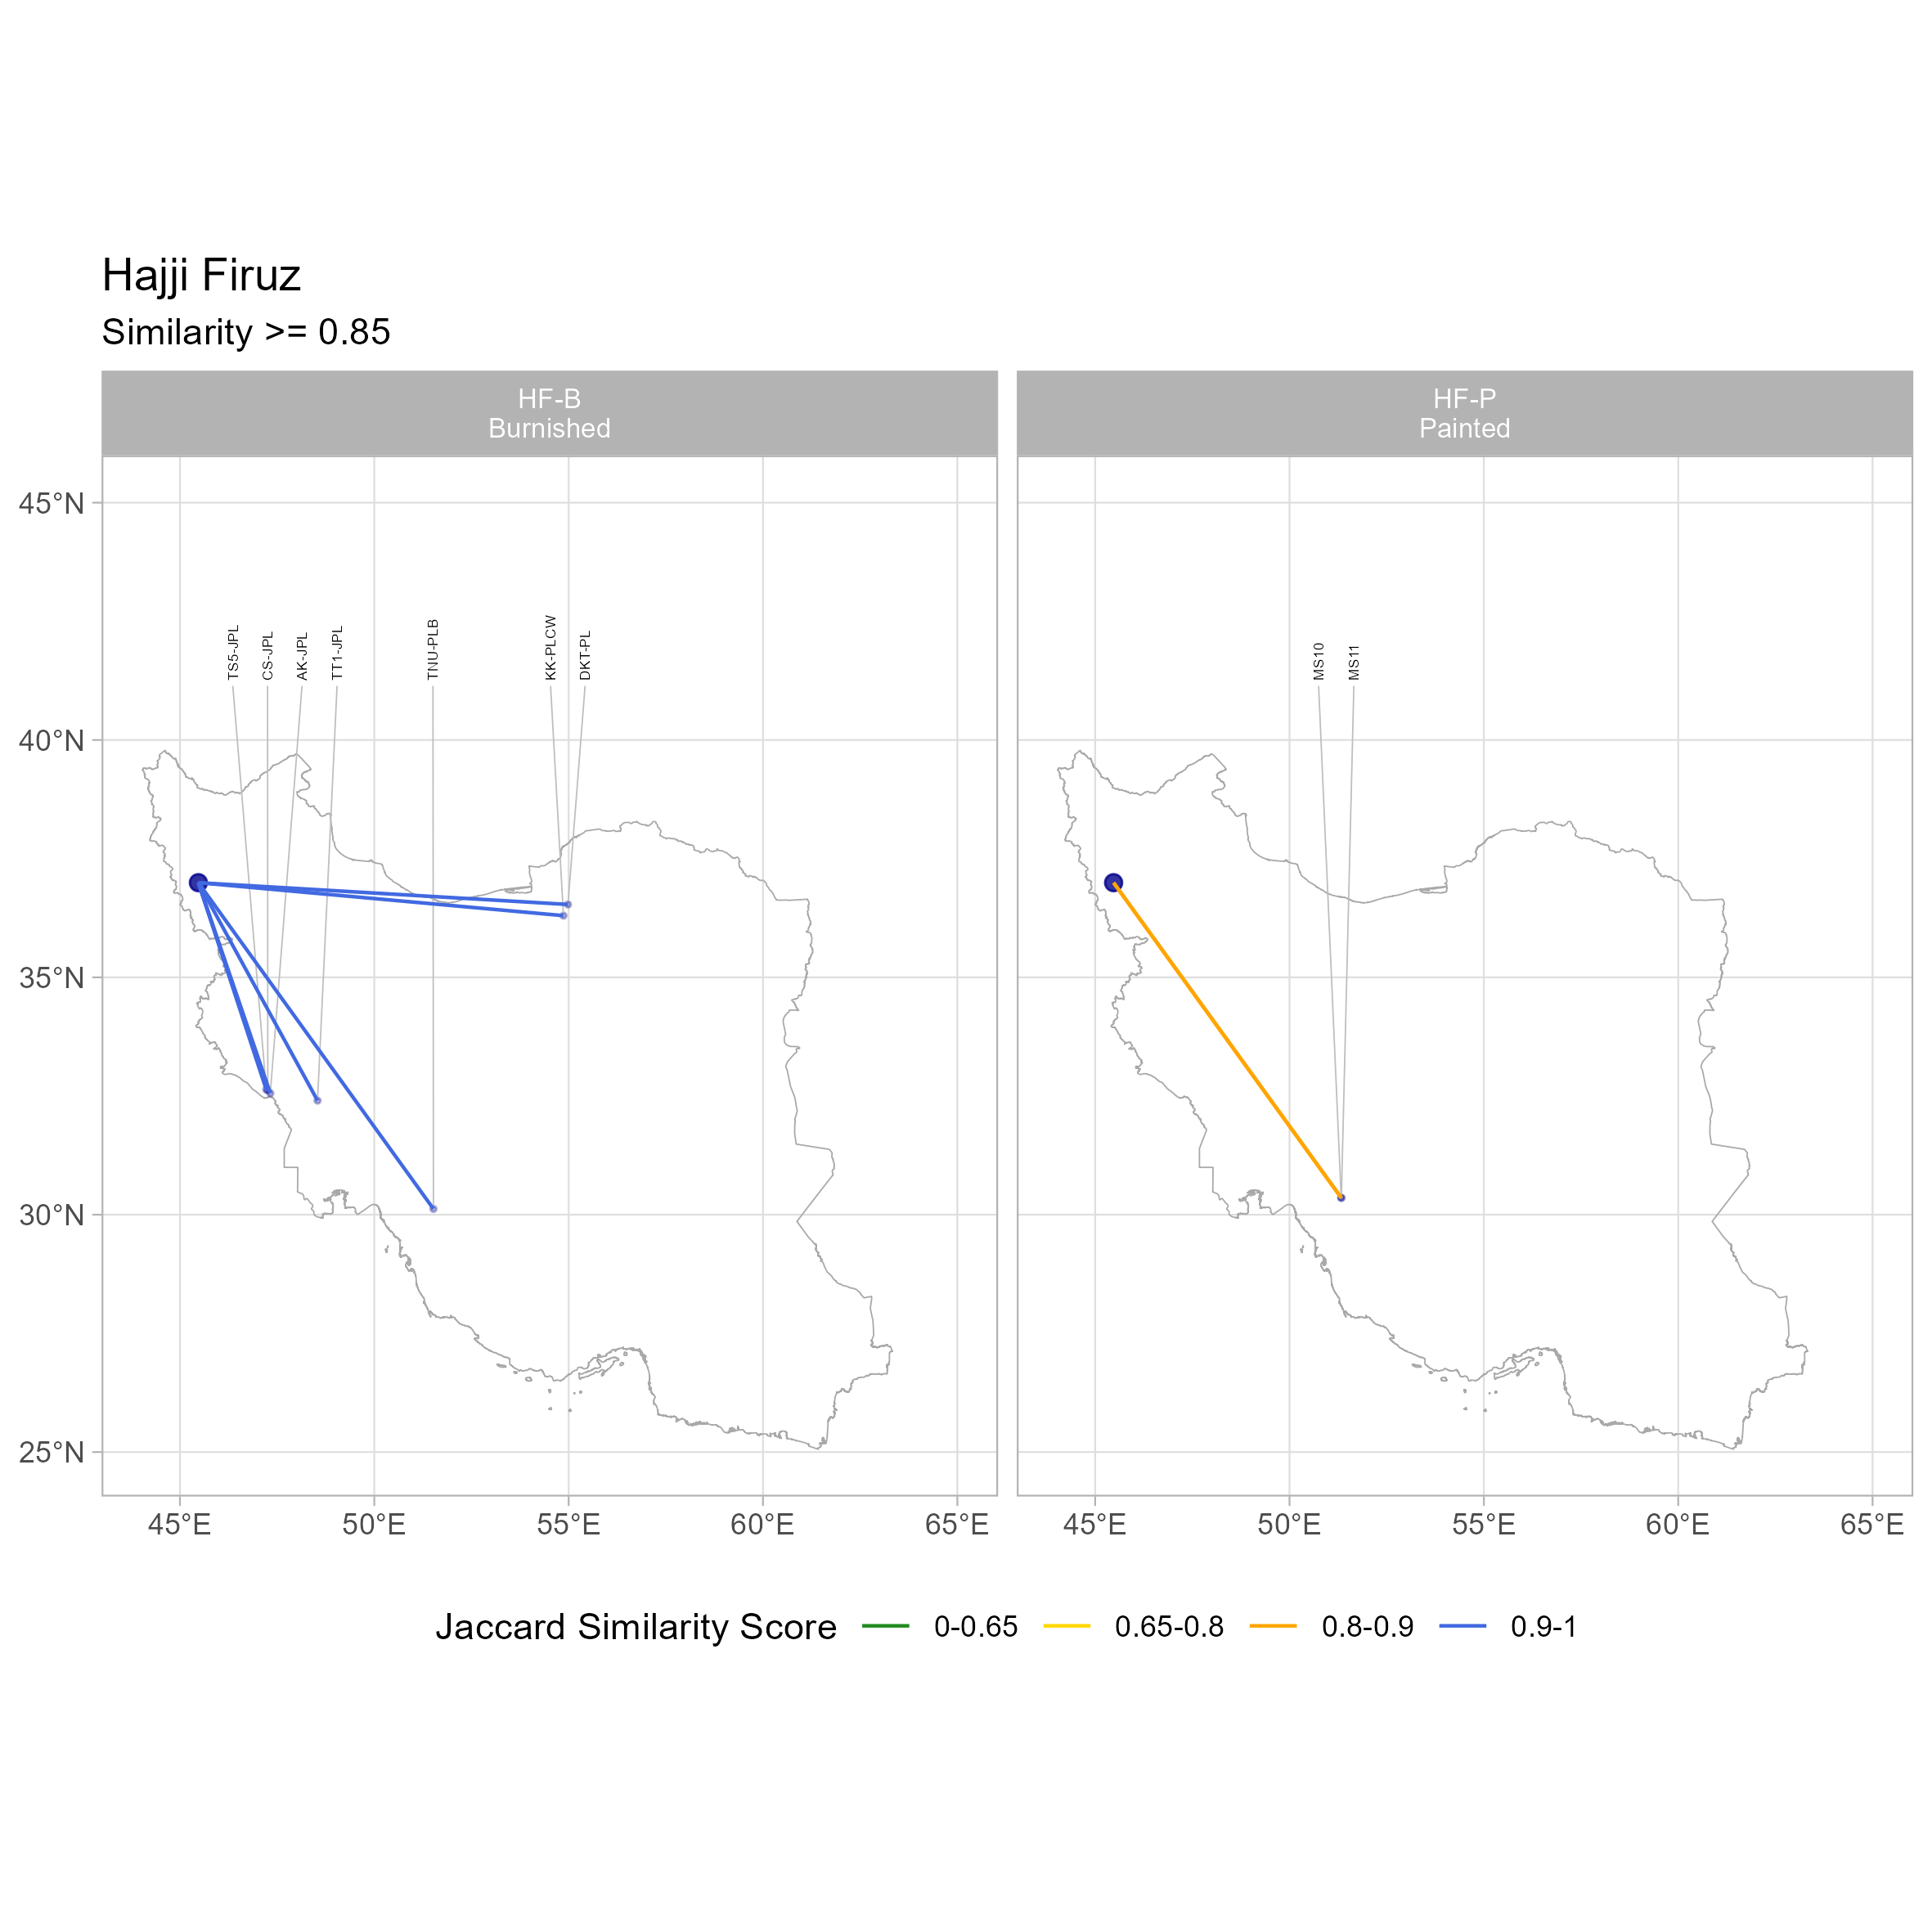 Hajji Firuz
Similarity >= 0.85
HF-B
Burnished
HF-P
Painted
TS5-JPL
CS-JPL
AK-JPL
TT1-JPL
TNU-PLB
KK-PLCW
DKT-PL
MS10
MS11
45°N
40°N
35°N
30°N
25°N
45°E 50°E 55°E 60°E 65°E
45°E 50°E 55°E 60°E 65°E
Jaccard Similarity Score 0-0.65 0.65-0.8 0.8-0.9 0.9-1